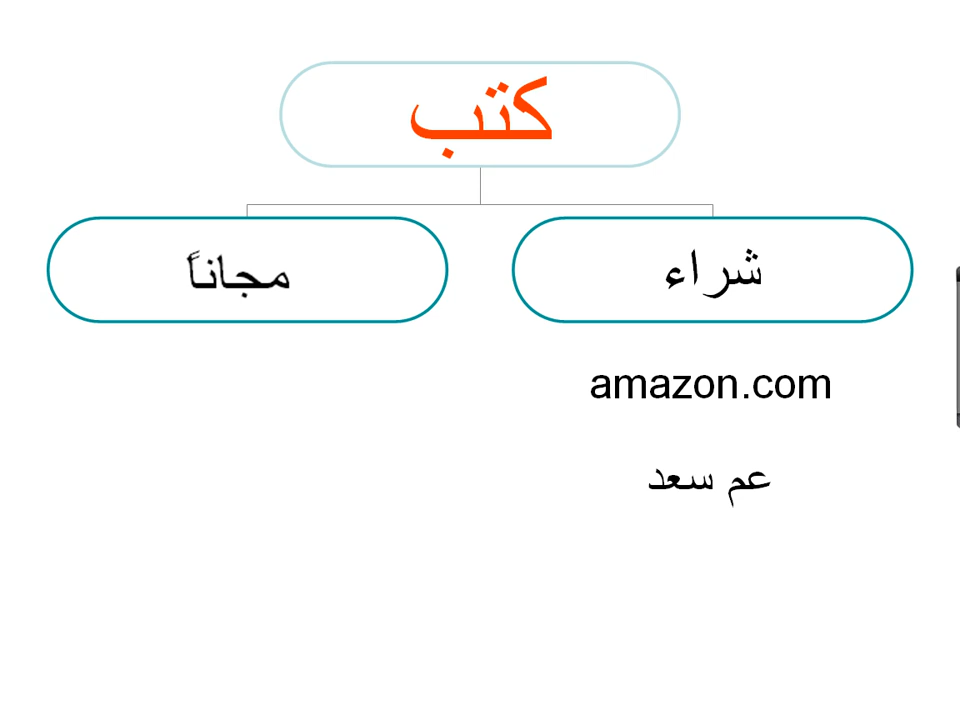 كتب
شراء
مجاناً
amazon.com
عم سعد